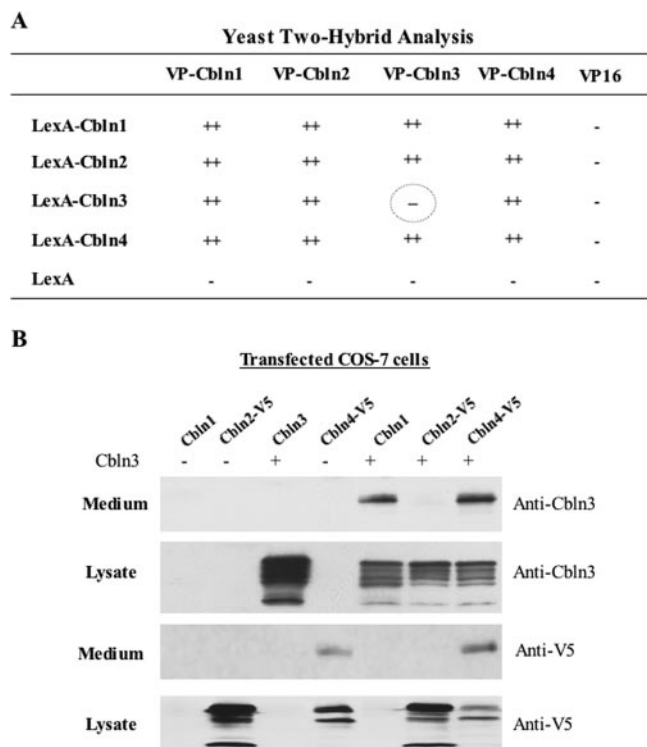 A
Yeast Two-Hybrid Analysis
VP-Cbln1 VP-Cbln2 VP-Cbln3 VP-Cbln4 VP16
LexA-Cbln1 ++ ++ ++ ++ -
LexA-Cbln2 ++ ++ ++ ++ -
LexA-Cbln3 ++ ++ – ++ -
LexA-Cbln4 ++ ++ ++ ++ -
LexA - - - - -
B
Transfected COS-7 cells
Cbln1 Cbln2-V5 Cbln3 Cbln4-V5 Cbln1 Cbln2-V5 Cbln4-V5
Cbln3 - - + - + + +
Medium Anti-Cbln3
Lysate Anti-Cbln3
Medium Anti-V5
Lysate Anti-V5